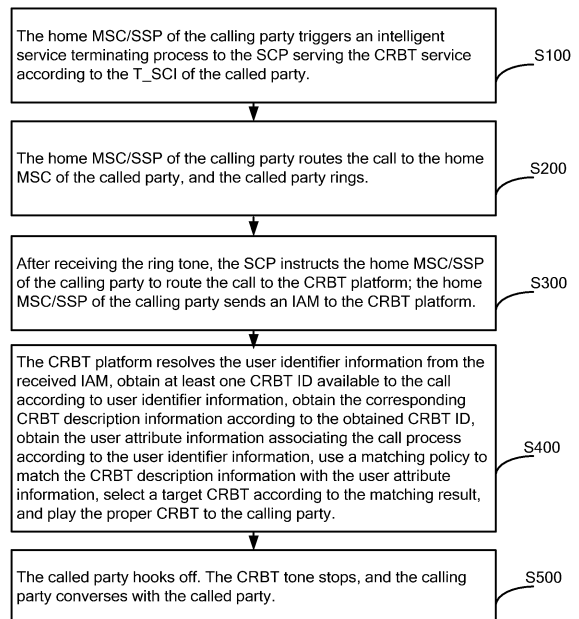 The home MSC/SSP of the calling party triggers an intelligent
service terminating process to the SCP serving the CRBT service
according to the T_SCI of the called party.
S100
The home MSC/SSP of the calling party routes the call to the home
MSC of the called party, and the called party rings.
S200
After receiving the ring tone, the SCP instructs the home MSC/SSP
of the calling party to route the call to the CRBT platform; the home
MSC/SSP of the calling party sends an IAM to the CRBT platform.
S300
The CRBT platform resolves the user identifier information from the
received IAM, obtain at least one CRBT ID available to the call
according to user identifier information, obtain the corresponding
CRBT description information according to the obtained CRBT ID,
obtain the user attribute information associating the call process
according to the user identifier information, use a matching policy to
match the CRBT description information with the user attribute
information, select a target CRBT according to the matching result,
and play the proper CRBT to the calling party.
S400
The called party hooks off. The CRBT tone stops, and the calling
party converses with the called party.
S500